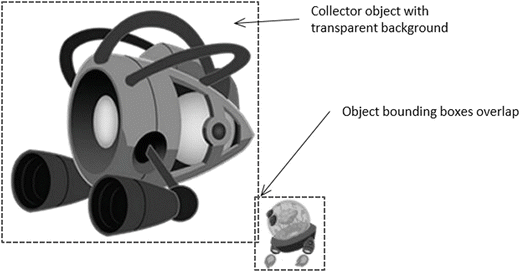 Collector object with
transparent background
Object bounding boxes overlap